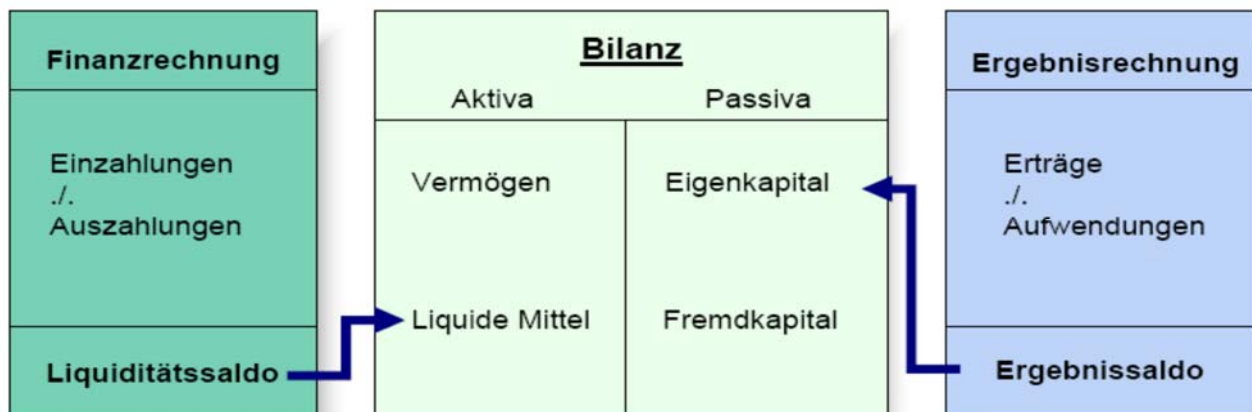 Finanzrechnung
Einzahlungen
./.
Auszahlungen
Liquiditätssaldo
Bilanz
Aktiva Passiva
Vermögen Eigenkapital
Liquide Mittel Fremdkapital
Ergebnisrechnung
Erträge
./.
Aufwendungen
Ergebnissaldo